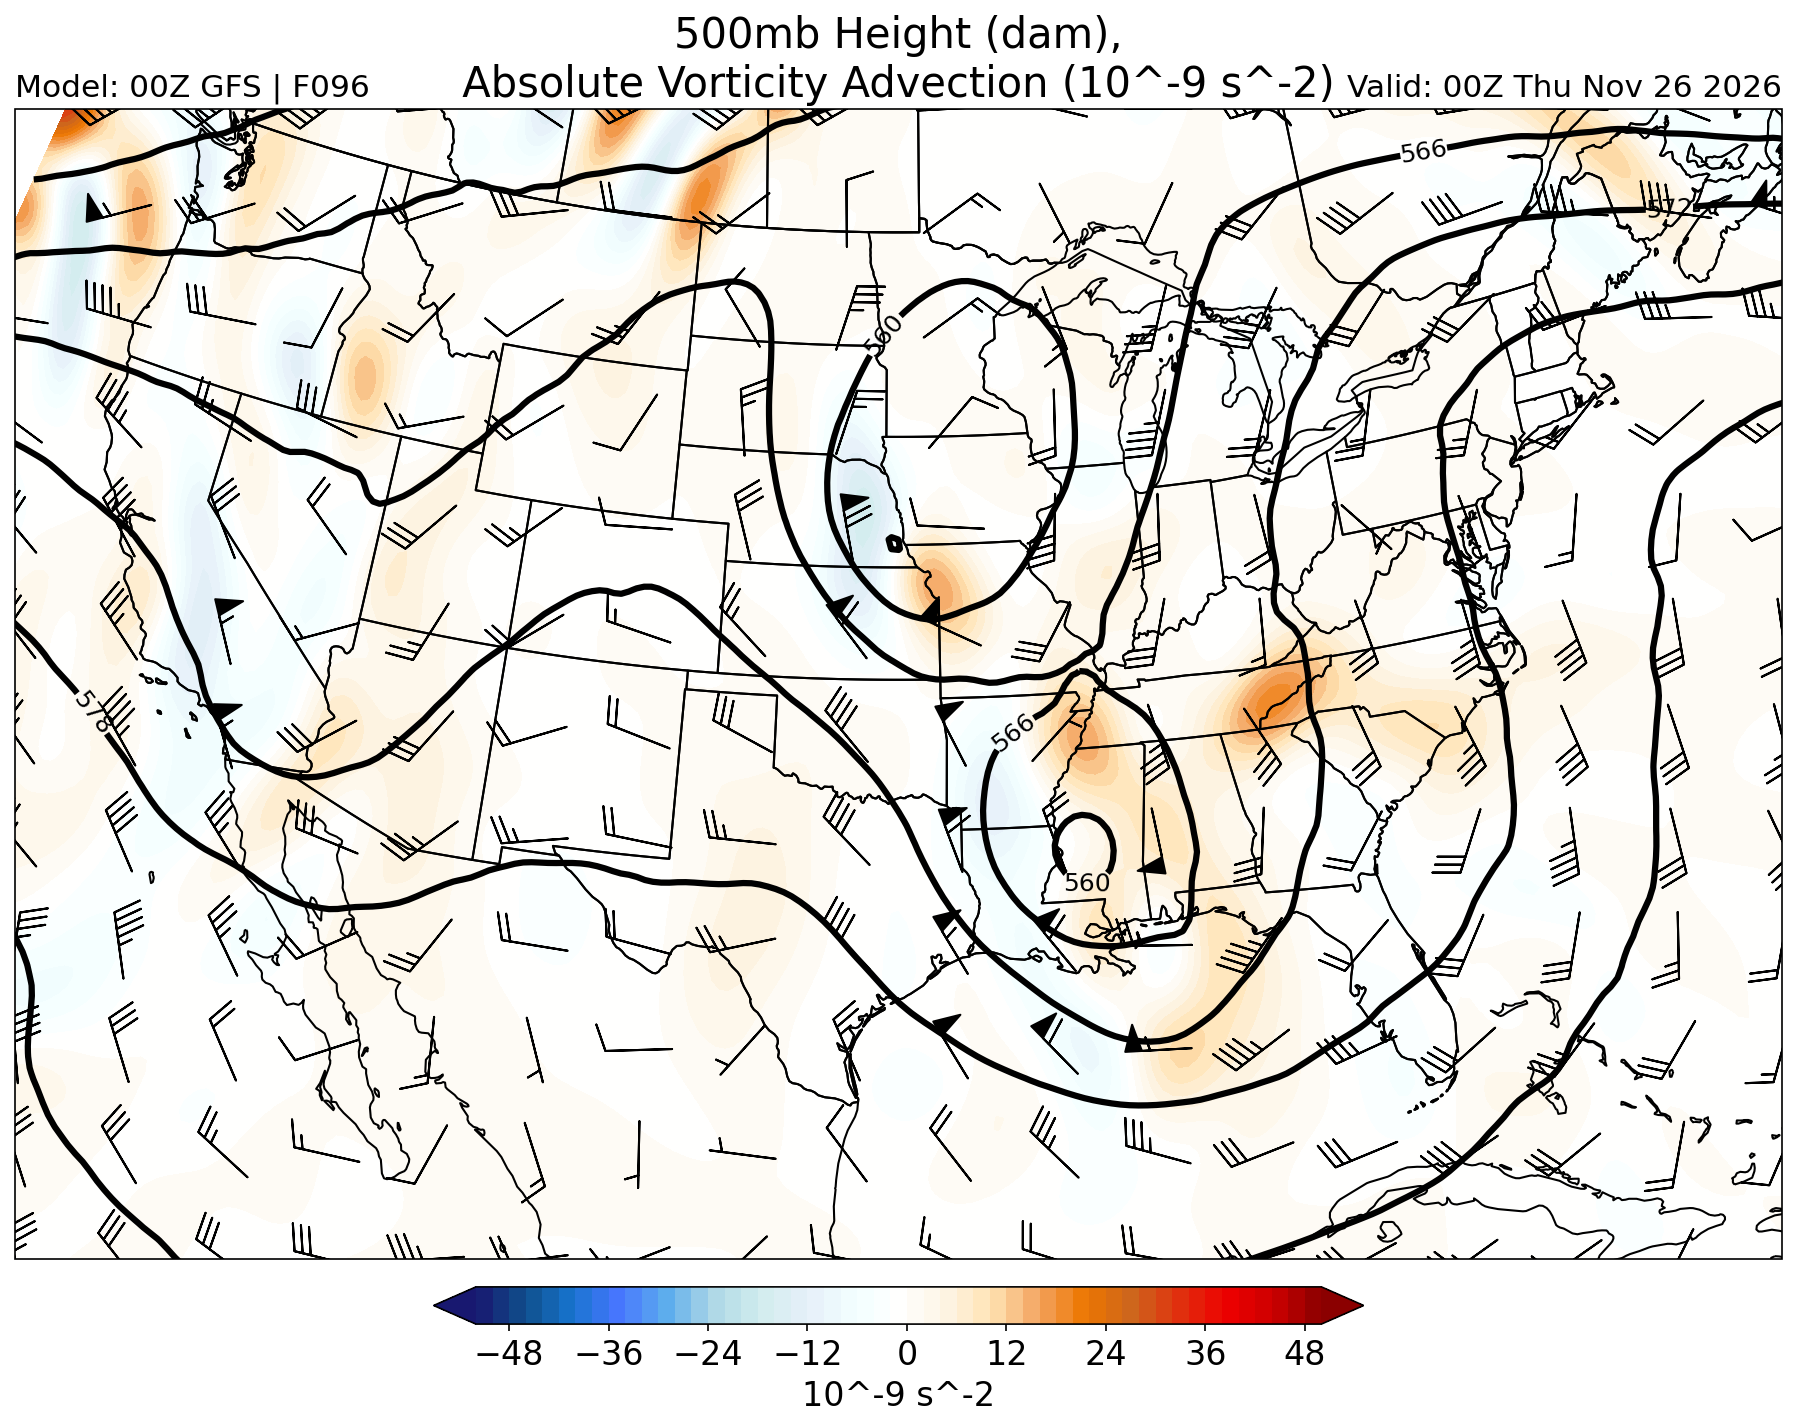 500mb Height (dam),
Absolute Vorticity Advection (10^-9 s^-2)
Model: 00Z GFS | F096
Valid: 00Z Thu Nov 26 2026
566
572
560
578
566
560
−48 −36 −24 −12 0 12 24 36 48
10^-9 s^-2